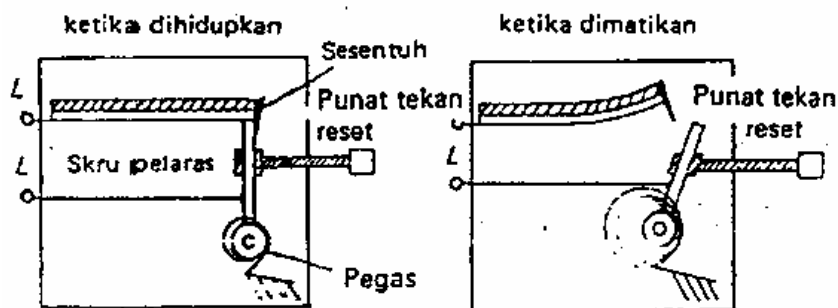 ketika dihidupkan
Sesentuh
L
Punat tekan
reset
Skru pelaras
L
Pegas
ketika dimatikan
Punat tekan
reset
L